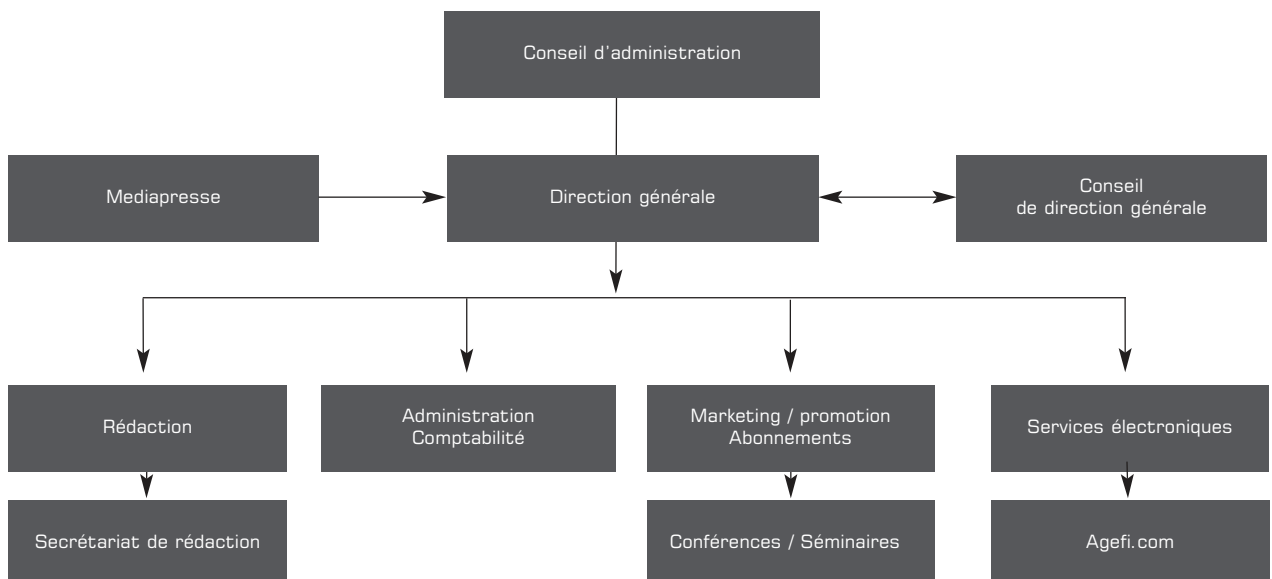 Conseil d'administration
Mediapresse
Direction générale
Conseil
de direction générale
Rédaction
Administration
Comptabilité
Marketing / promotion
Abonnements
Services électroniques
Secrétariat de rédaction
Conférences / Séminaires
Agefi.com